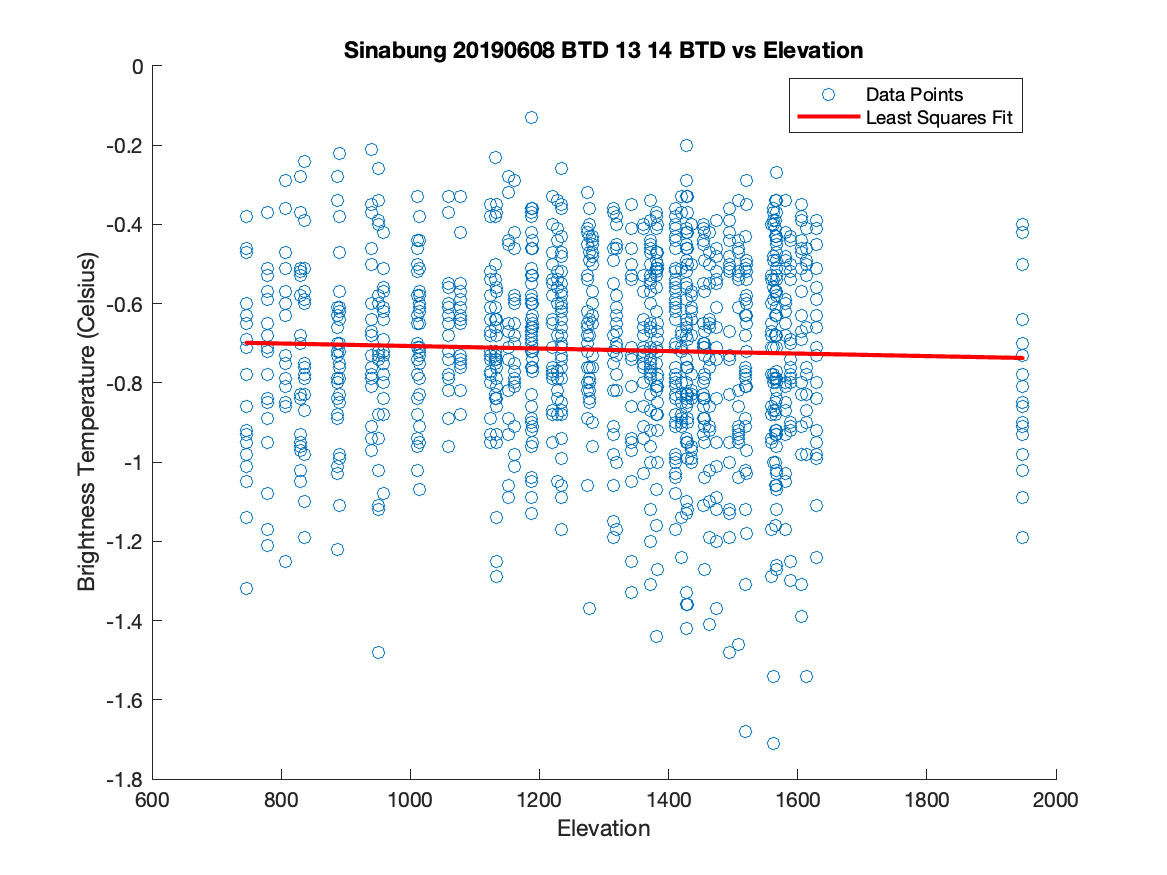 Sinabung 20190608 BTD 13 14 BTD vs Elevation
Data Points
Least Squares Fit
Brightness Temperature (Celsius)
0
-0.2
-0.4
-0.6
-0.8
-1
-1.2
-1.4
-1.6
-1.8
600 800 1000 1200 1400 1600 1800 2000
Elevation